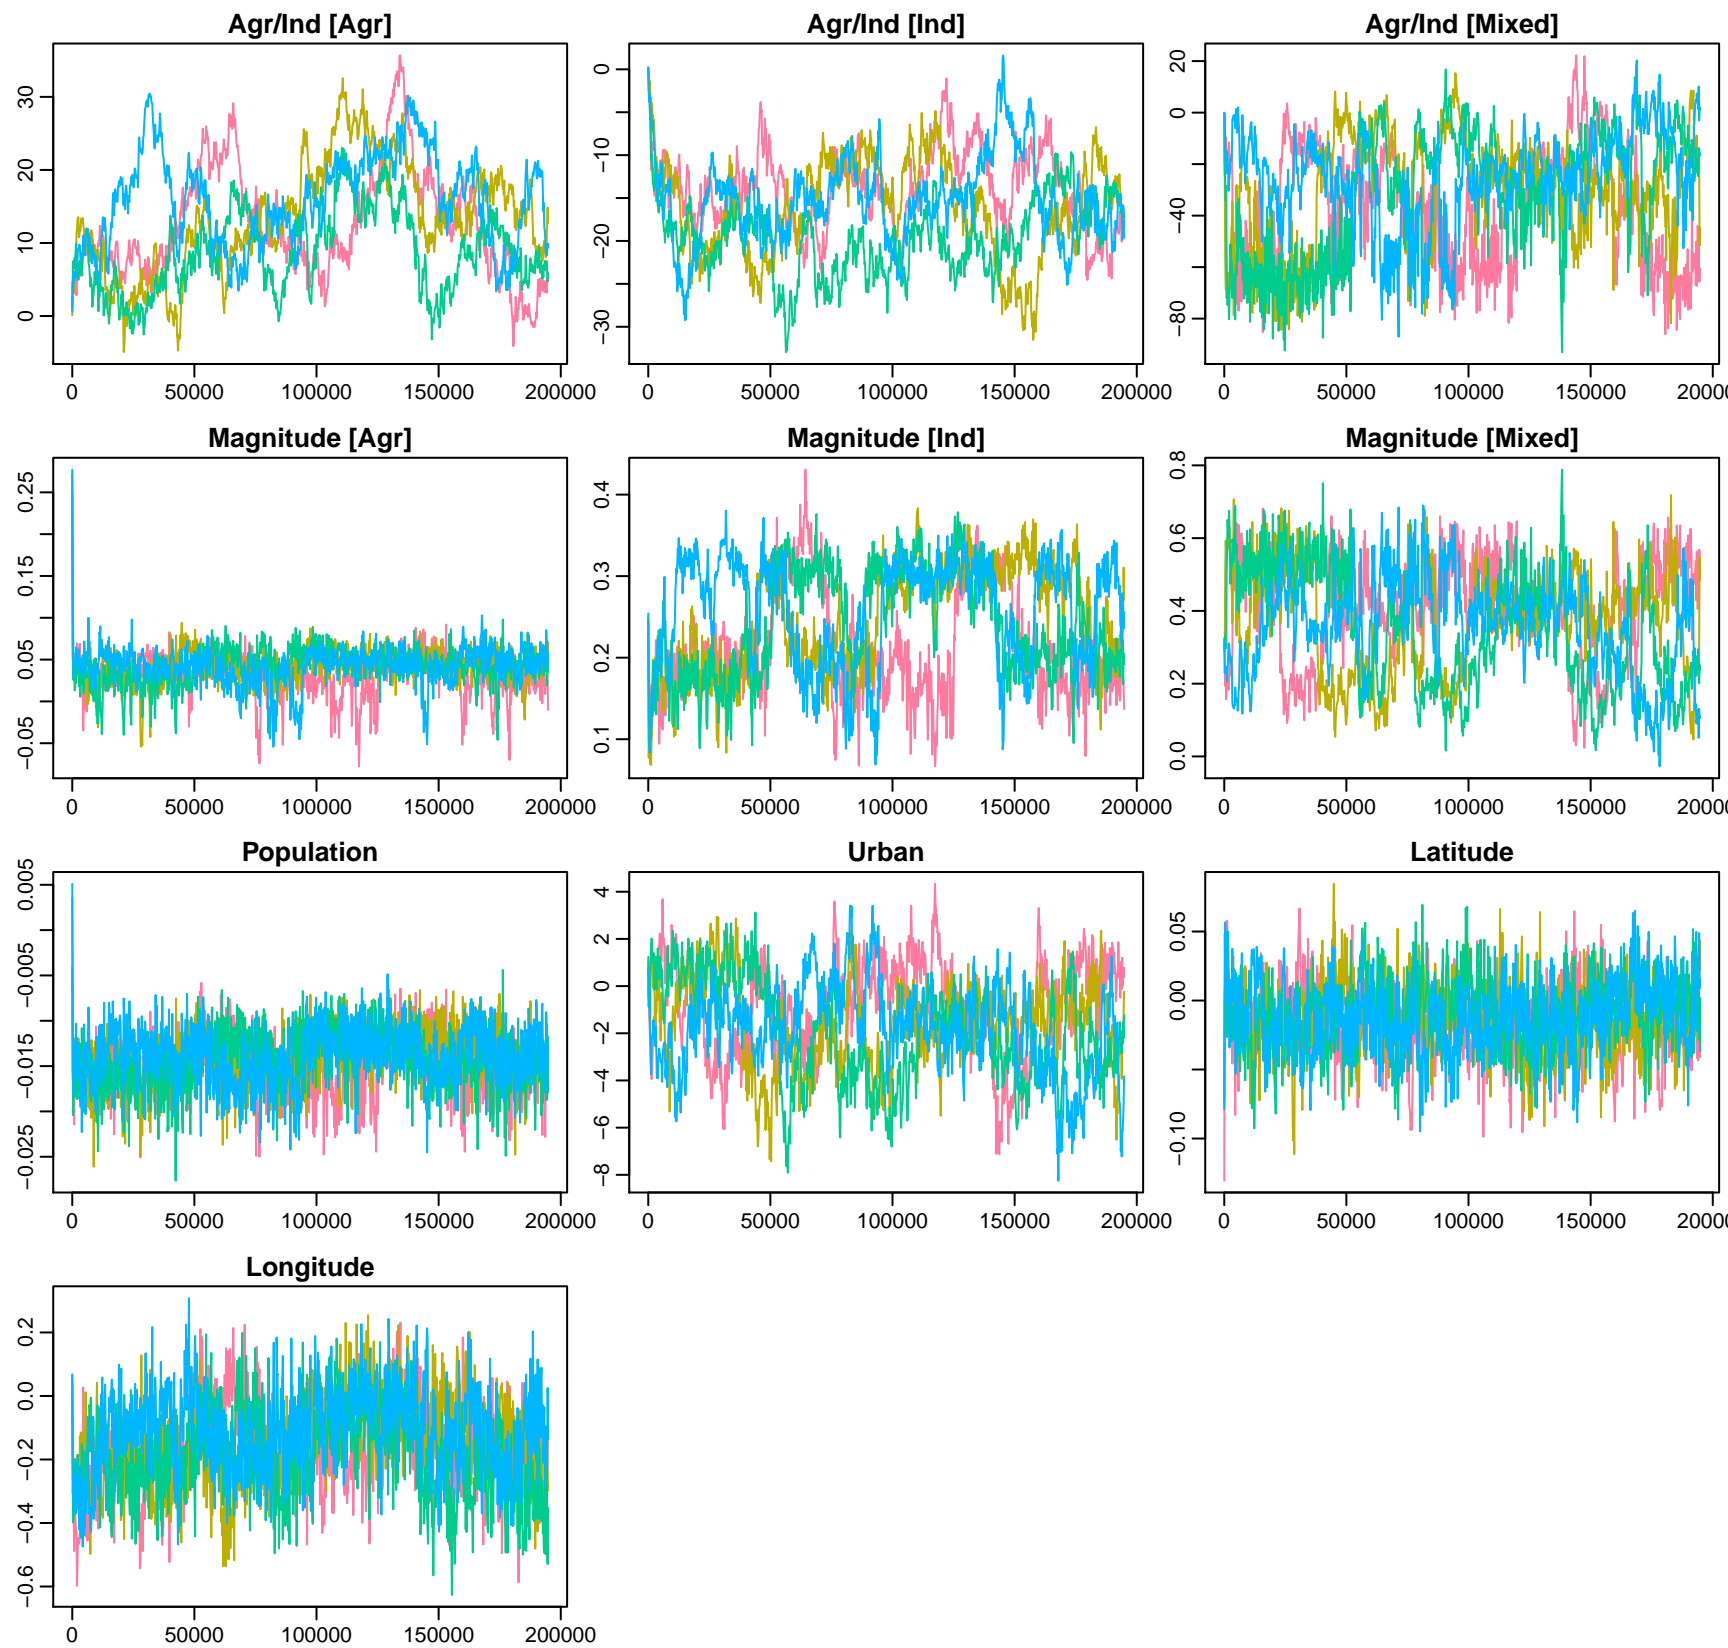 Agr/Ind [Agr] Agr/Ind [Ind] Agr/Ind [Mixed]
30 20 10 0
0 −10 −20 −30
20 0 −40 −80
0 50000 100000 150000 200000 0 50000 100000 150000 200000 0 50000 100000 150000 20000
Magnitude [Agr] Magnitude [Ind] Magnitude [Mixed]
0.25 0.15 0.05 −0.05
0.4 0.3 0.2 0.1
0.8 0.6 0.4 0.2 0.0
0 50000 100000 150000 200000 0 50000 100000 150000 200000 0 50000 100000 150000 20000
Population Urban Latitude
0.005 −0.005 −0.015 −0.025
4 2 0 −2 −4 −6 −8
0.05 0.00 −0.10
0 50000 100000 150000 200000 0 50000 100000 150000 200000 0 50000 100000 150000 20000
Longitude
0.2 0.0 −0.2 −0.4 −0.6
0 50000 100000 150000 200000